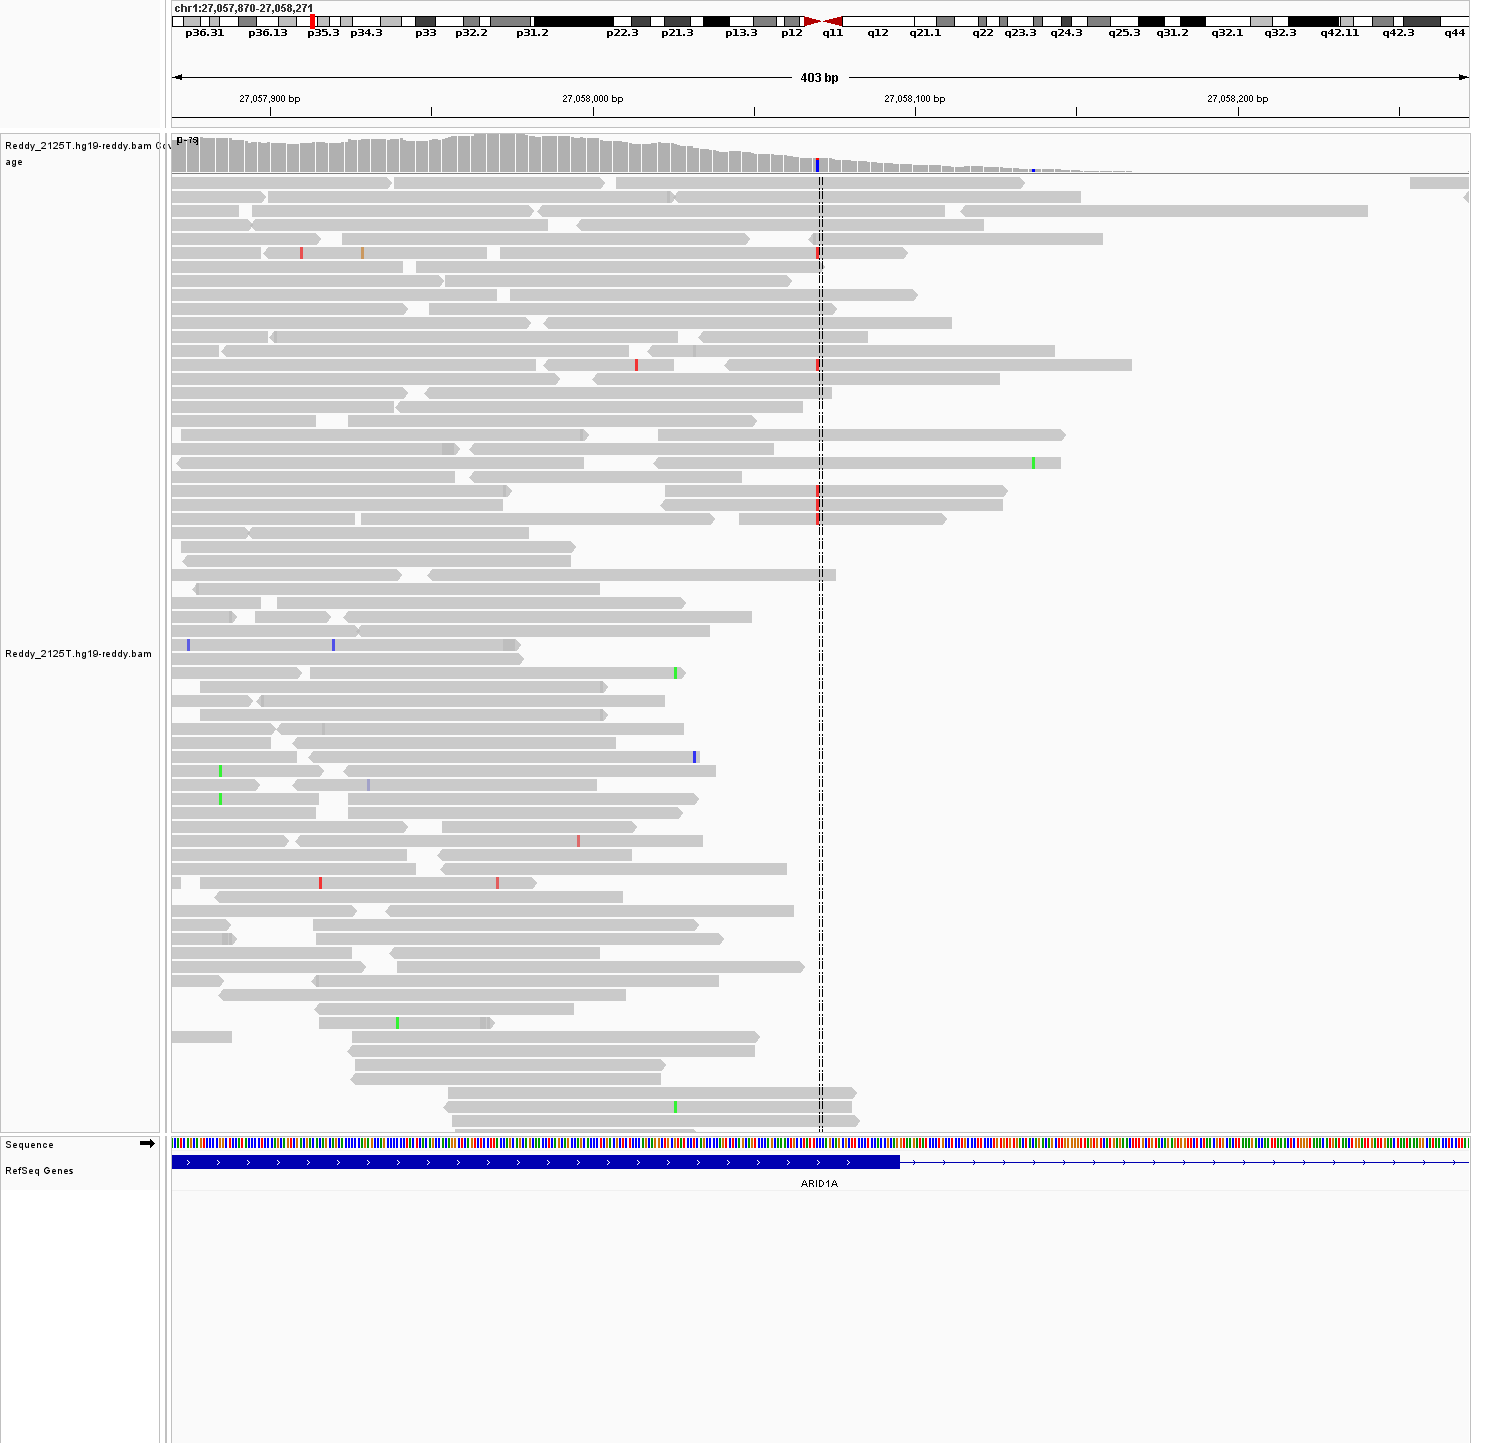 chr1:27,057,870-27,058,271
p36.31 p36.13 p35.3 p34.3 p33 p32.2 p31.2 p22.3 p21.3 p13.3 p12 q11 q12 q21.1 q22 q23.3 q24.3 q25.3 q31.2 q32.1 q32.3 q42.11 q42.3 q44
403 bp
27,057,900 bp 27,058,000 bp 27,058,100 bp 27,058,200 bp
Reddy_2125T.hg19-reddy.bam Cov
age
Reddy_2125T.hg19-reddy.bam
Sequence
RefSeq Genes
ARID1A